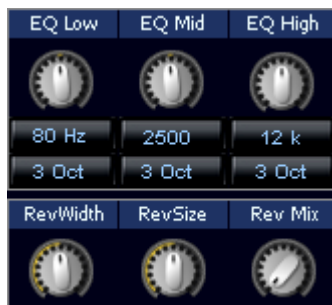 EQ Low EQ Mid EQ High
80 Hz 2500 12 k
3 Oct 3 Oct 3 Oct
RevWidth RevSize Rev Mix